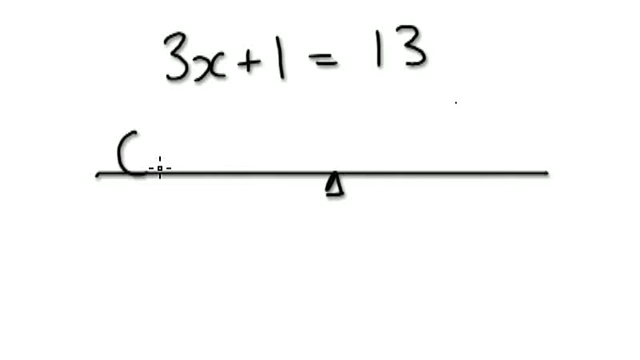 3x+1 = 13